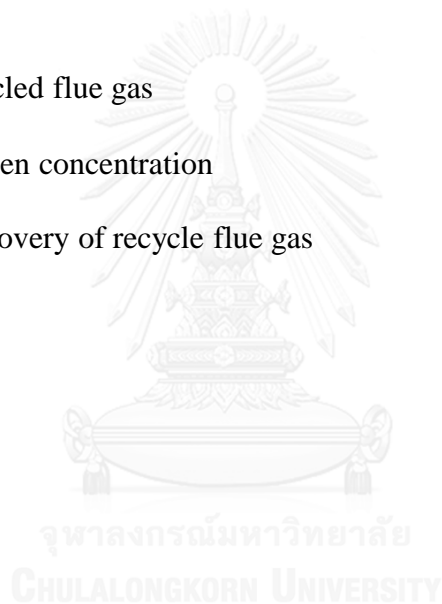 cled flue gas
en concentration
overy of recycle flue gas
จุฬาลงกรณ์มหาวิทยาลัย
CHULALONGKORN UNIVERSITY